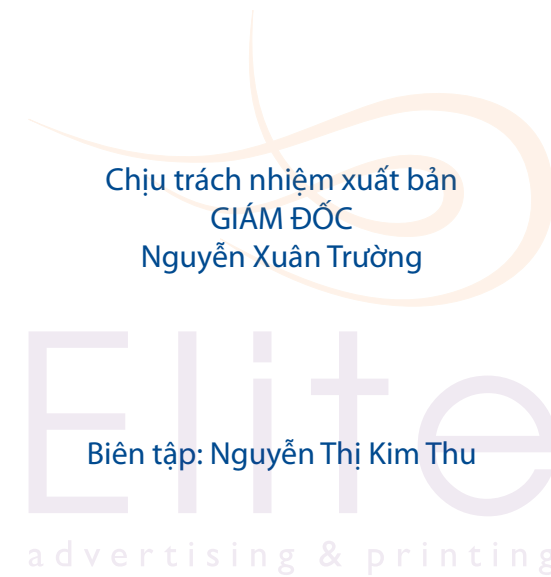 Chịu trách nhiệm xuất bản
GIÁM ĐỐC
Nguyễn Xuân Trường
Elite
Biên tập: Nguyễn Thị Kim Thu
advertising & printing